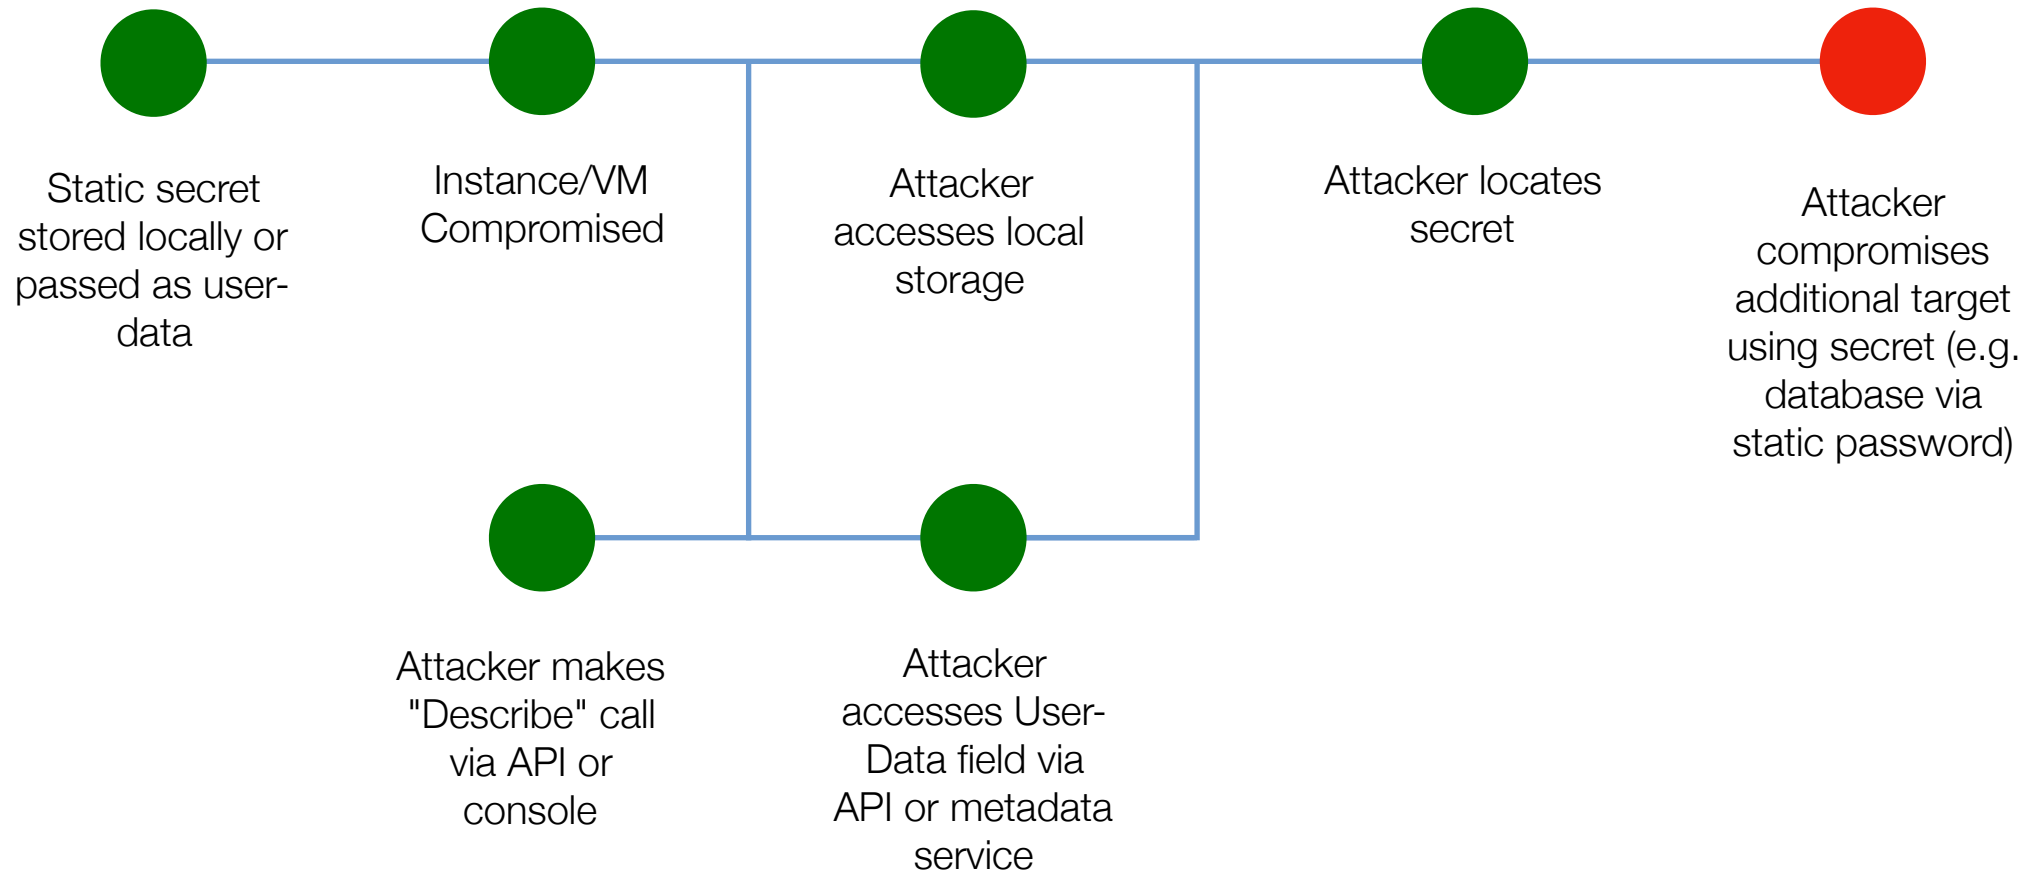 Static secret
stored locally or
passed as user-
data
Instance/VM
Compromised
Attacker
accesses local
storage
Attacker locates
secret
Attacker
compromises
additional target
using secret (e.g.
database via
static password)
Attacker makes
"Describe" call
via API or
console
Attacker
accesses User-
Data field via
API or metadata
service